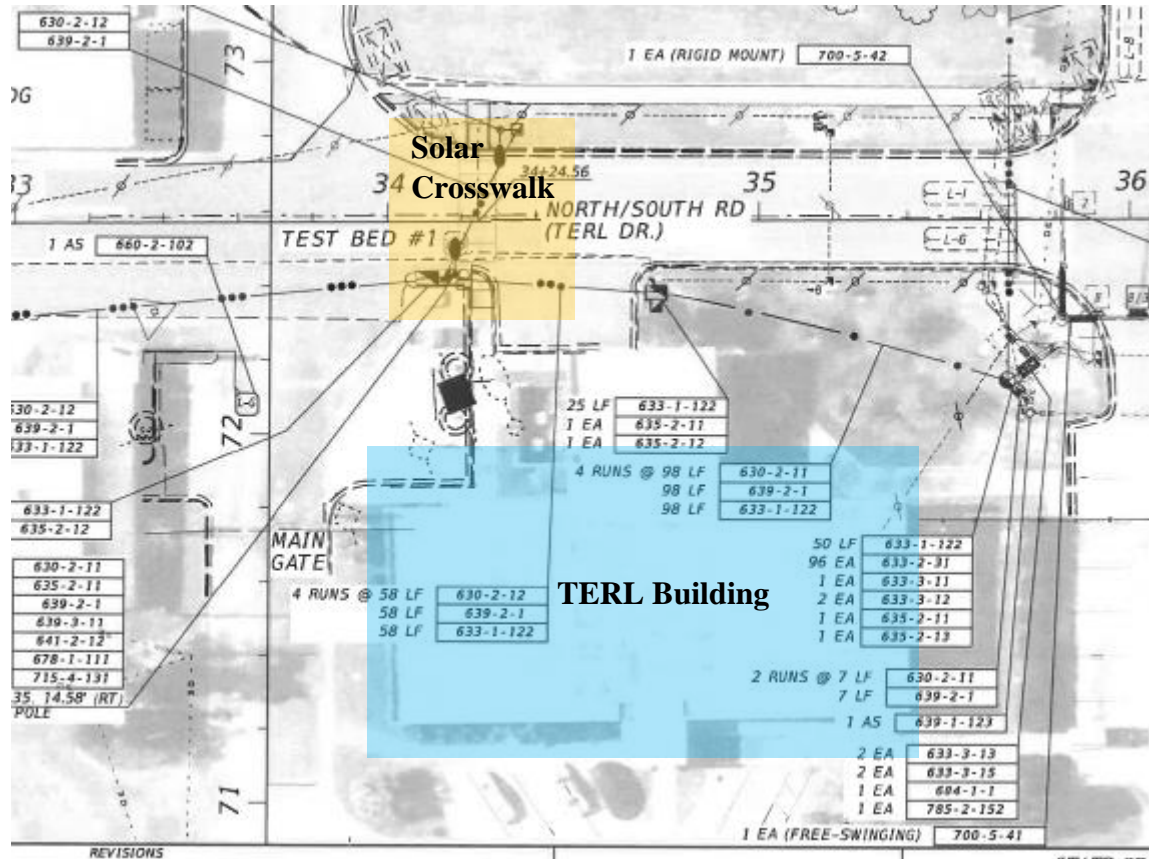 630-2-12
639-2-1
73
1 EA (RIGID MOUNT) 700-5-42
L-8
Solar
Crosswalk
34+24.56
33 34 35 36
NORTH/SOUTH RD
(TERL DR.)
L-1
L-6
TEST BED #1
1 AS 660-2-102
L-6
72
639-2-1
25 LF 633-1-122
1 EA 635-2-11
1 EA 635-2-12
4 RUNS @ 98 LF 630-2-11
98 LF 639-2-1
98 LF 633-1-122
633-1-122
635-2-12
MAIN
GATE
50 LF 633-1-122
96 EA 633-2-31
1 EA 633-3-11
2 EA 633-3-12
1 EA 635-2-11
1 EA 635-2-13
630-2-11
635-2-11
639-2-1
639-3-11
641-2-12
678-1-111
715-4-131
35. 14.58' (RT)
POLE
4 RUNS @ 58 LF 630-2-12
58 LF 639-2-1
58 LF 633-1-122
TERL Building
2 RUNS @ 7 LF 630-2-11
7 LF 639-2-1
1 AS 639-1-123
2 EA 633-3-13
2 EA 633-3-15
1 EA 684-1-1
1 EA 785-2-152
71
1 EA (FREE-SWINGING) 700-5-41
REVISIONS